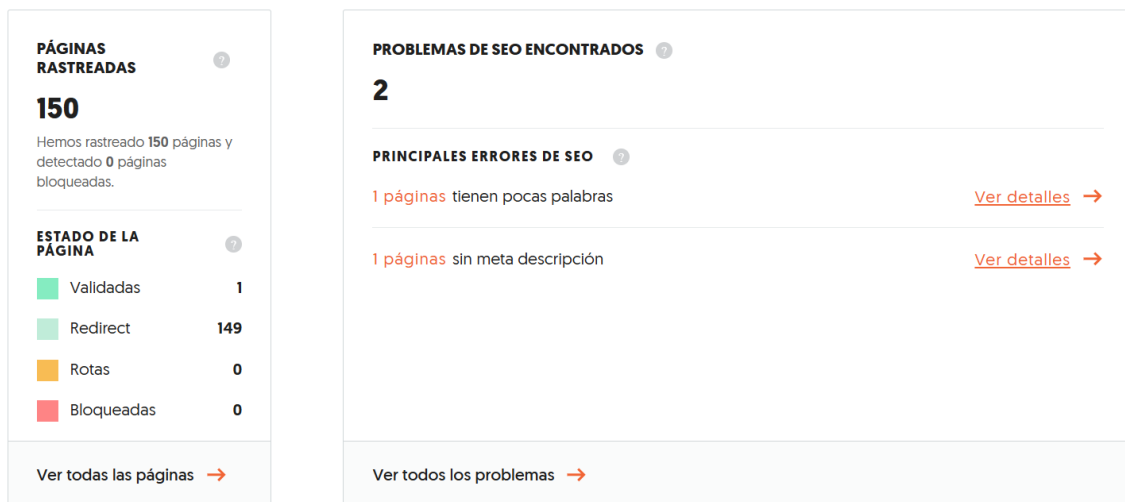 PÁGINAS
RASTREADAS
?
150
Hemos rastreado 150 páginas y
detectado 0 páginas
bloqueadas.
ESTADO DE LA
PÁGINA
?
Validadas 1
Redirect 149
Rotas 0
Bloqueadas 0
Ver todas las páginas →
PROBLEMAS DE SEO ENCONTRADOS ?
2
PRINCIPALES ERRORES DE SEO ?
1 páginas tienen pocas palabras Ver detalles →
1 páginas sin meta descripción Ver detalles →
Ver todos los problemas →